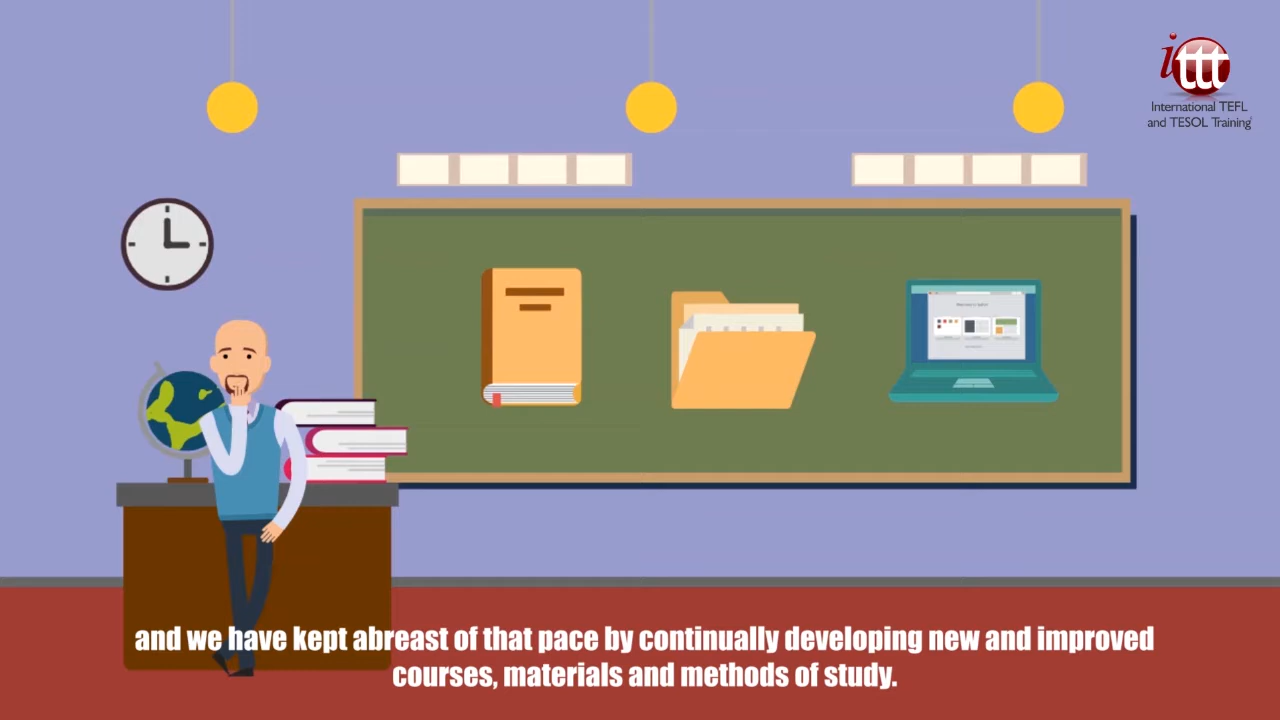 ittt
International TEFL
and TESOL Training
and we have kept abreast of that pace by continually developing new and improved
courses, materials and methods of study.